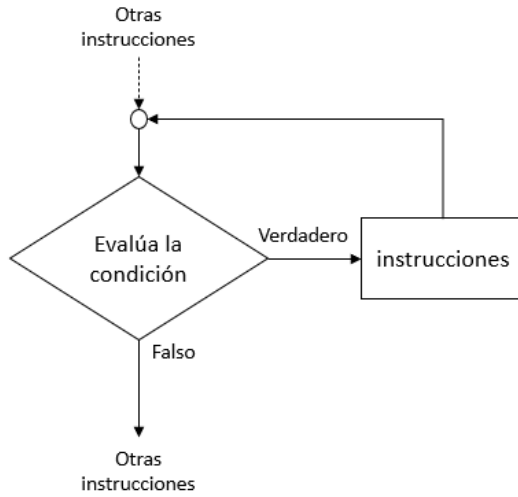 Otras
instrucciones
Evalúa la
condición
Verdadero
instrucciones
Falso
Otras
instrucciones